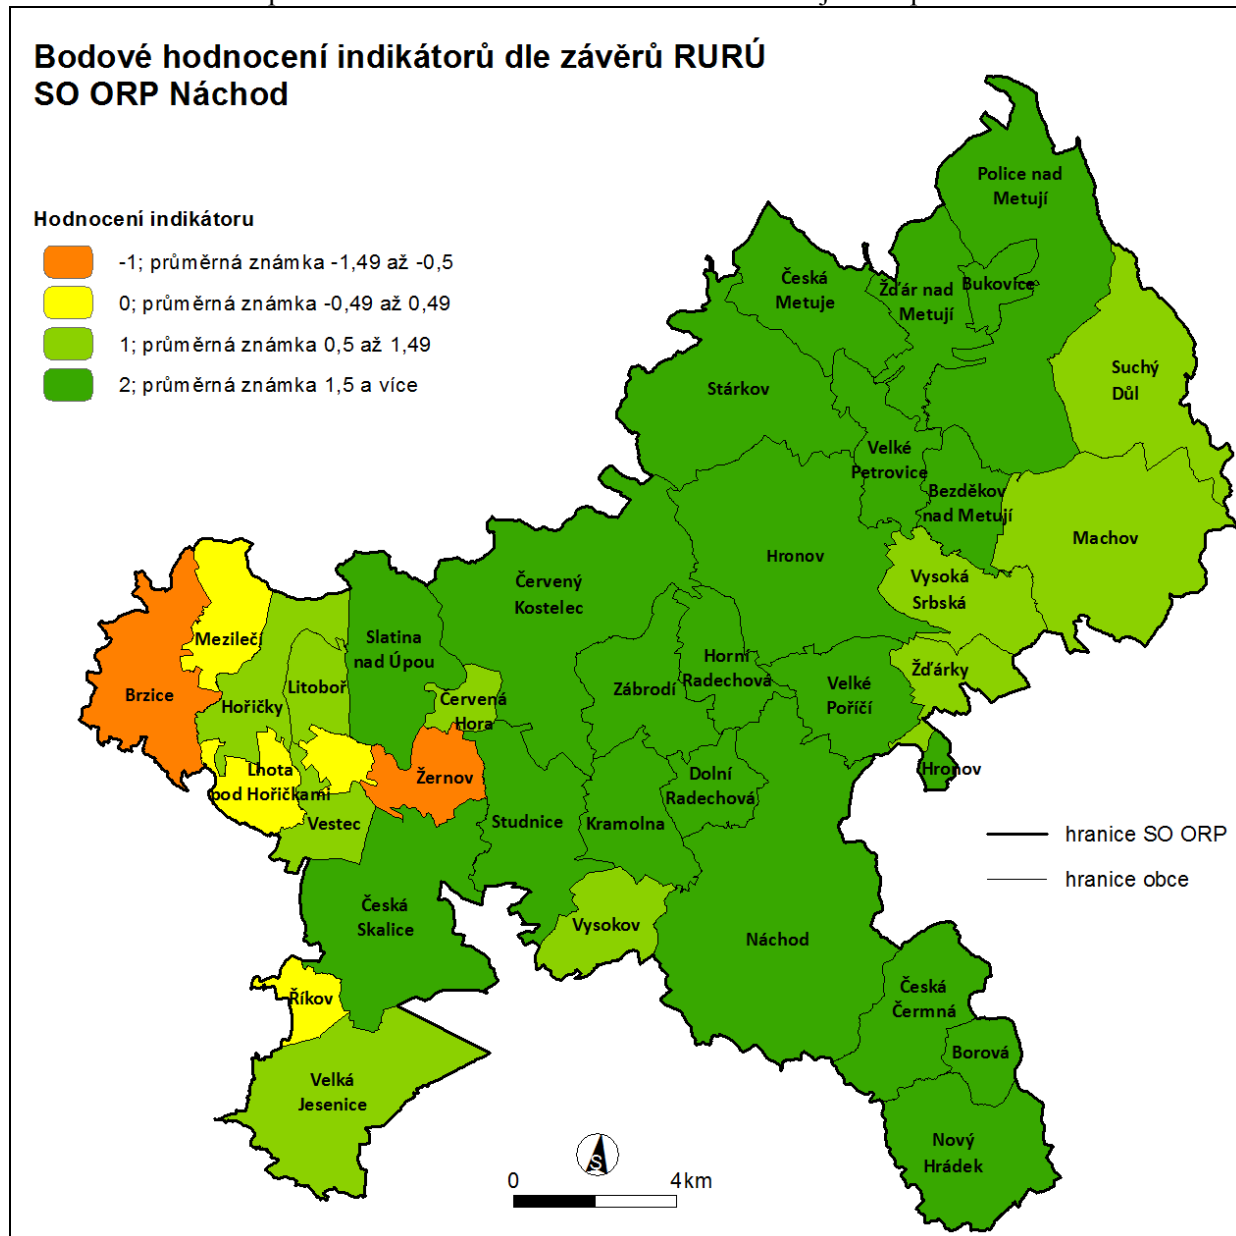 Bodové hodnocení indikátorů dle závěrů RURÚ
SO ORP Náchod
Hodnocení indikátoru
-1; průměrná známka -1,49 až -0,5
0; průměrná známka -0,49 až 0,49
1; průměrná známka 0,5 až 1,49
2; průměrná známka 1,5 a více
Police nad
Metují
Česká
Metuje
Žďár nad
Metují
Bukovice
Suchý
Důl
Stárkov
Velké
Petrovice
Bezděkov
nad Metují
Machov
Hronov
Vysoká
Srbská
Červený
Kostelec
Mezilečí
Slatina
nad Úpou
Horní
Radechová
Žďárky
Brzice
Litoboř
Hořičky
Zábrodí
Velké
Poříčí
Červená
Hora
Hronov
Lhota
pod Hořičkami
Žernov
Dolní
Radechová
Vestec
Studnice
Kramolna
hranice SO ORP
hranice obce
Česká
Skalice
Vysokov
Náchod
Říkov
Česká
Čermná
Borová
Velká
Jesenice
Nový
Hrádek
S
0 4km